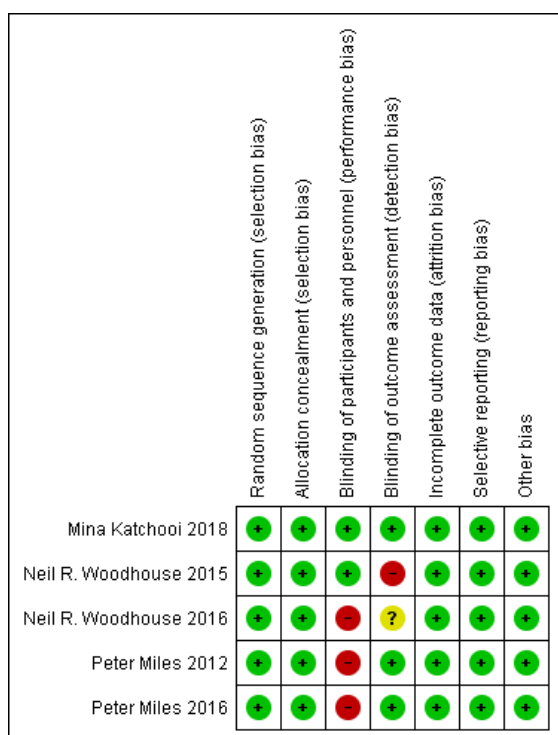 Random sequence generation (selection bias)
Allocation concealment (selection bias)
Blinding of participants and personnel (performance bias)
Blinding of outcome assessment (detection bias)
Incomplete outcome data (attrition bias)
Selective reporting (reporting bias)
Other bias
Mina Katchooi 2018 + + + + + + +
Neil R. Woodhouse 2015 + + + - + + +
Neil R. Woodhouse 2016 + + - ? + + +
Peter Miles 2012 + + - + + + +
Peter Miles 2016 + + - + + + +